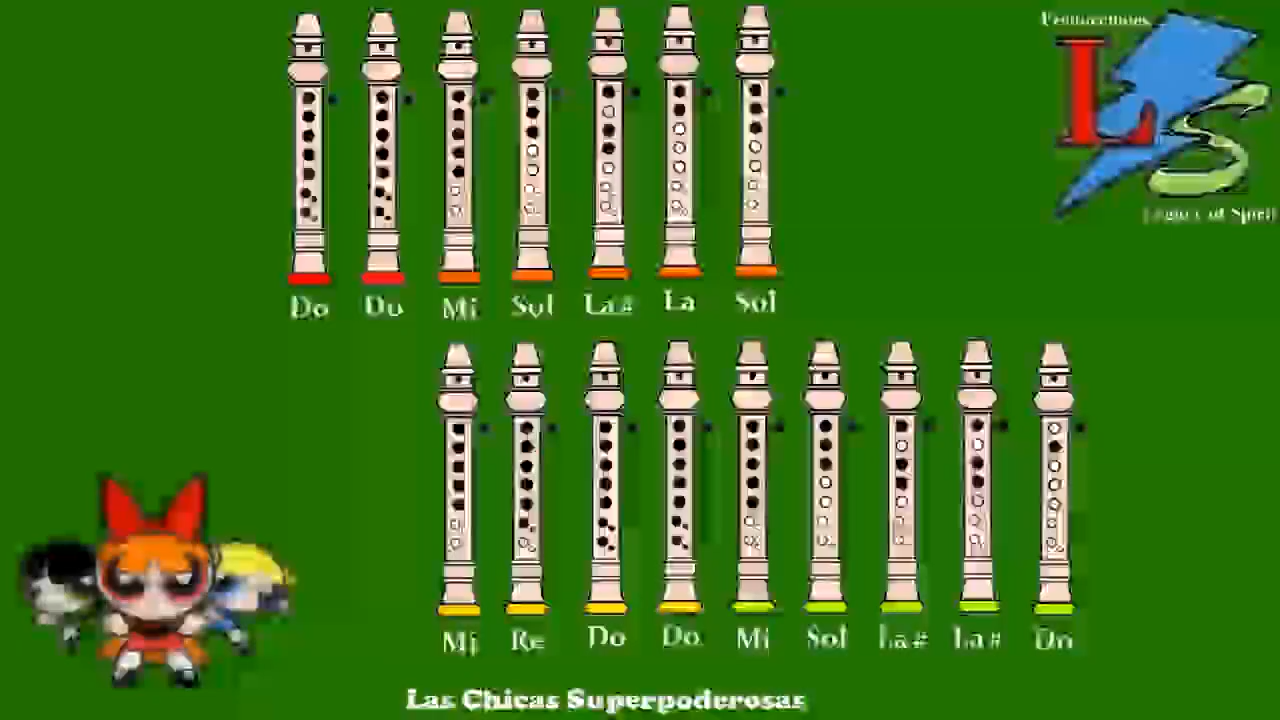 LS
Legacy of Spirit
Do Do Mi Sol La# La Sol
Mi Re Do Do Mi Sol La# La# Do
Las Chicas Superpoderosas